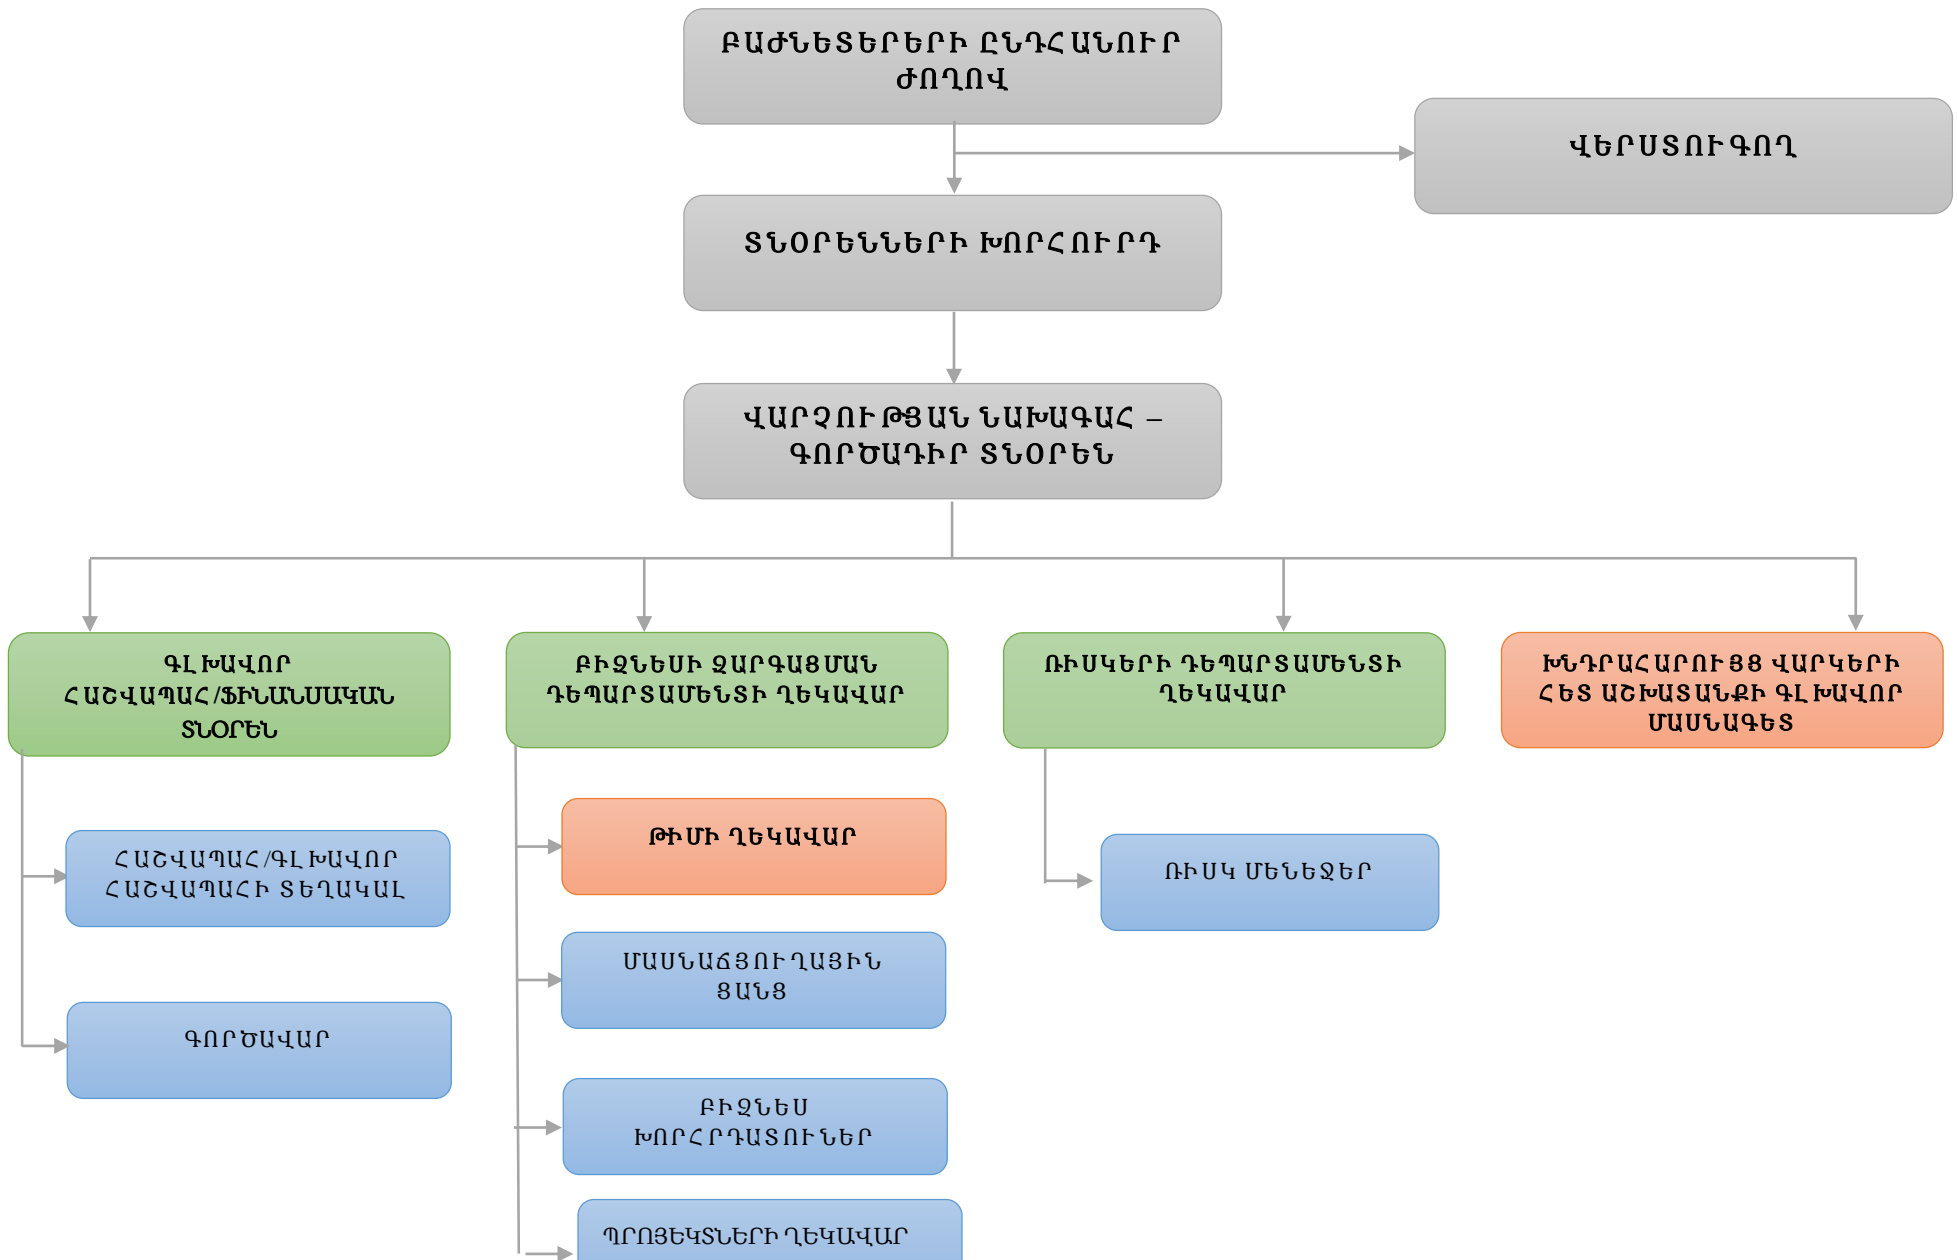 ԲԱԺՆԵՏԵՐԵՐԻ ԸՆԴՀԱՆՈՒՐ
ԺՈՂՈՎ
ՎԵՐՍՏՈՒԳՈՂ
ՏՆՕՐԵՆՆԵՐԻ ԽՈՐՀՈՒՐԴ
ՎԱՐՉՈՒԹՅԱՆ ՆԱԽԱԳԱՀ –
ԳՈՐԾԱԴԻՐ ՏՆՕՐԵՆ
ԳԼԽԱՎՈՐ
ՀԱՇՎԱՊԱՀ/ՖԻՆԱՆՍԱԿԱՆ
ՏՆՕՐԵՆ
ՀԱՇՎԱՊԱՀ/ԳԼԽԱՎՈՐ
ՀԱՇՎԱՊԱՀԻ ՏԵՂԱԿԱԼ
ԳՈՐԾԱՎԱՐ
ԲԻԶՆԵՍԻ ԶԱՐԳԱՑՄԱՆ
ԴԵՊԱՐՏԱՄԵՆՏԻ ՂԵԿԱՎԱՐ
ԹԻՄԻ ՂԵԿԱՎԱՐ
ՄԱՍՆԱՃՅՈՒՂԱՅԻՆ
ՑԱՆՑ
ԲԻԶՆԵՍ
ԽՈՐՀՐԴԱՏՈՒՆԵՐ
ՊՐՈՅԵԿՏՆԵՐԻ ՂԵԿԱՎԱՐ
ՌԻՍԿԵՐԻ ԴԵՊԱՐՏԱՄԵՆՏԻ
ՂԵԿԱՎԱՐ
ՌԻՍԿ ՄԵՆԵՋԵՐ
ԽՆԴՐԱՀԱՐՈՒՅՑ ՎԱՐԿԵՐԻ
ՀԵՏ ԱՇԽԱՏԱՆՔԻ ԳԼԽԱՎՈՐ
ՄԱՍՆԱԳԵՏ